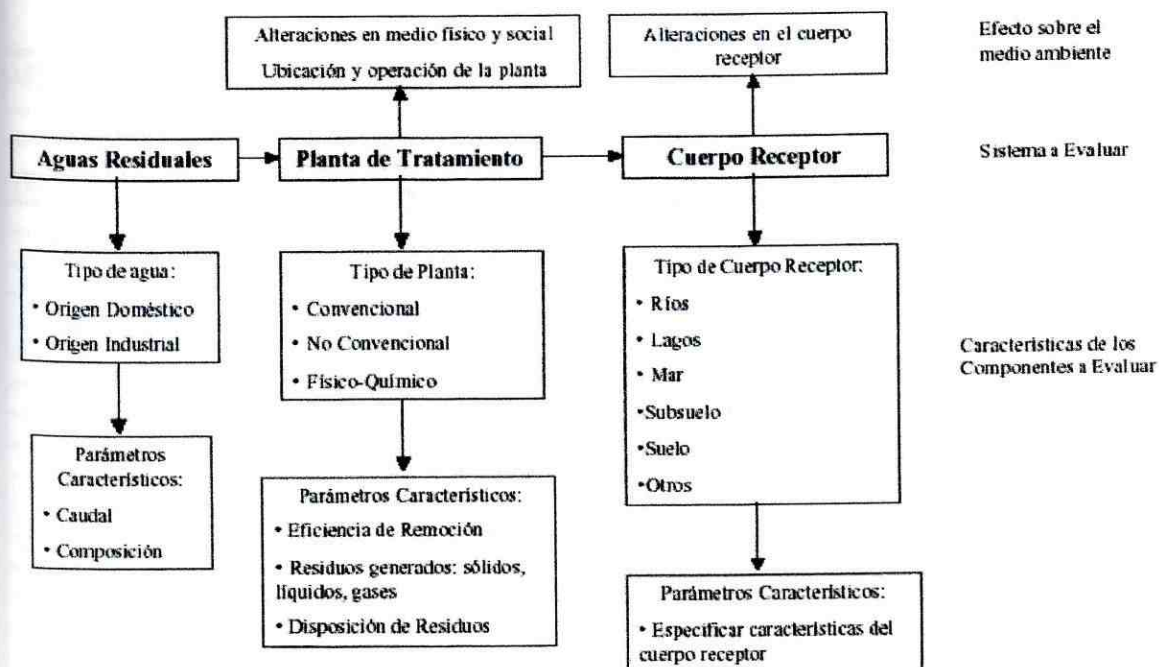 Alteraciones en medio físico y social
Ubicación y operación de la planta
Alteraciones en el cuerpo
receptor
Efecto sobre el
medio ambiente
Aguas Residuales
Planta de Tratamiento
Cuerpo Receptor
Sistema a Evaluar
Tipo de agua:
• Origen Doméstico
• Origen Industrial
Tipo de Planta:
• Convencional
• No Convencional
• Físico-Químico
Tipo de Cuerpo Receptor:
• Ríos
• Lagos
• Mar
•Subsuelo
•Suelo
•Otros
Características de los
Componentes a Evaluar
Parámetros
Característicos:
• Caudal
• Composición
Parámetros Característicos:
• Eficiencia de Remoción
• Residuos generados: sólidos,
líquidos, gases
• Disposición de Residuos
Parámetros Característicos:
• Especificar características del
cuerpo receptor